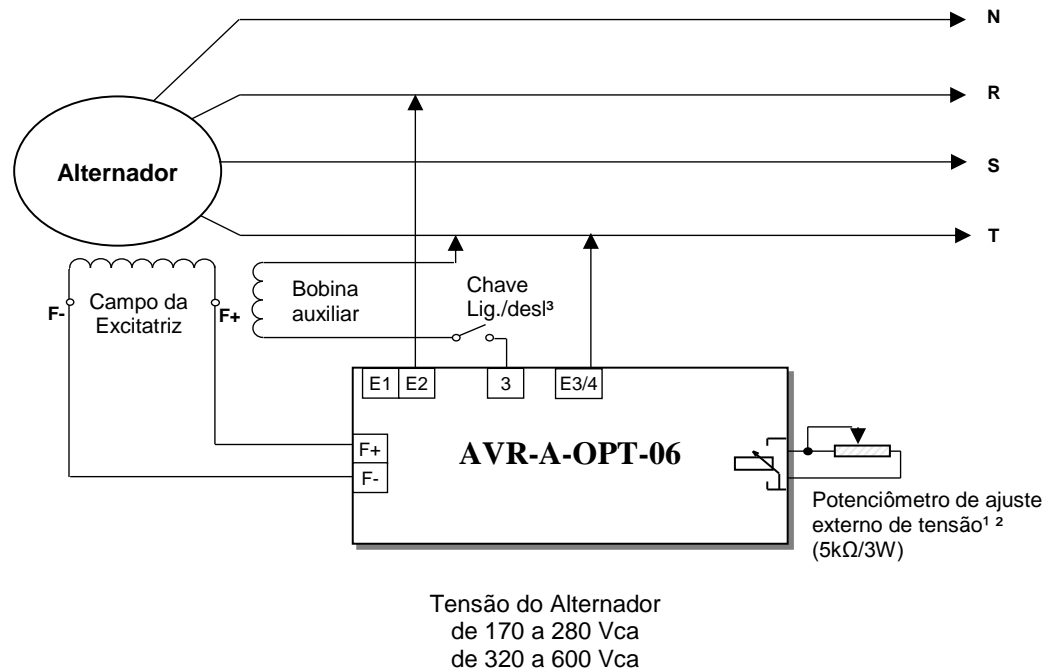 N
R
Alternador
S
T
F-
Campo da
Excitatriz
F+
Bobina
auxiliar
Chave
Lig./desl³
E1 E2 3 E3/4
F+
AVR-A-OPT-06
F-
Potenciômetro de ajuste
externo de tensão¹ ²
(5kΩ/3W)
Tensão do Alternador
de 170 a 280 Vca
de 320 a 600 Vca